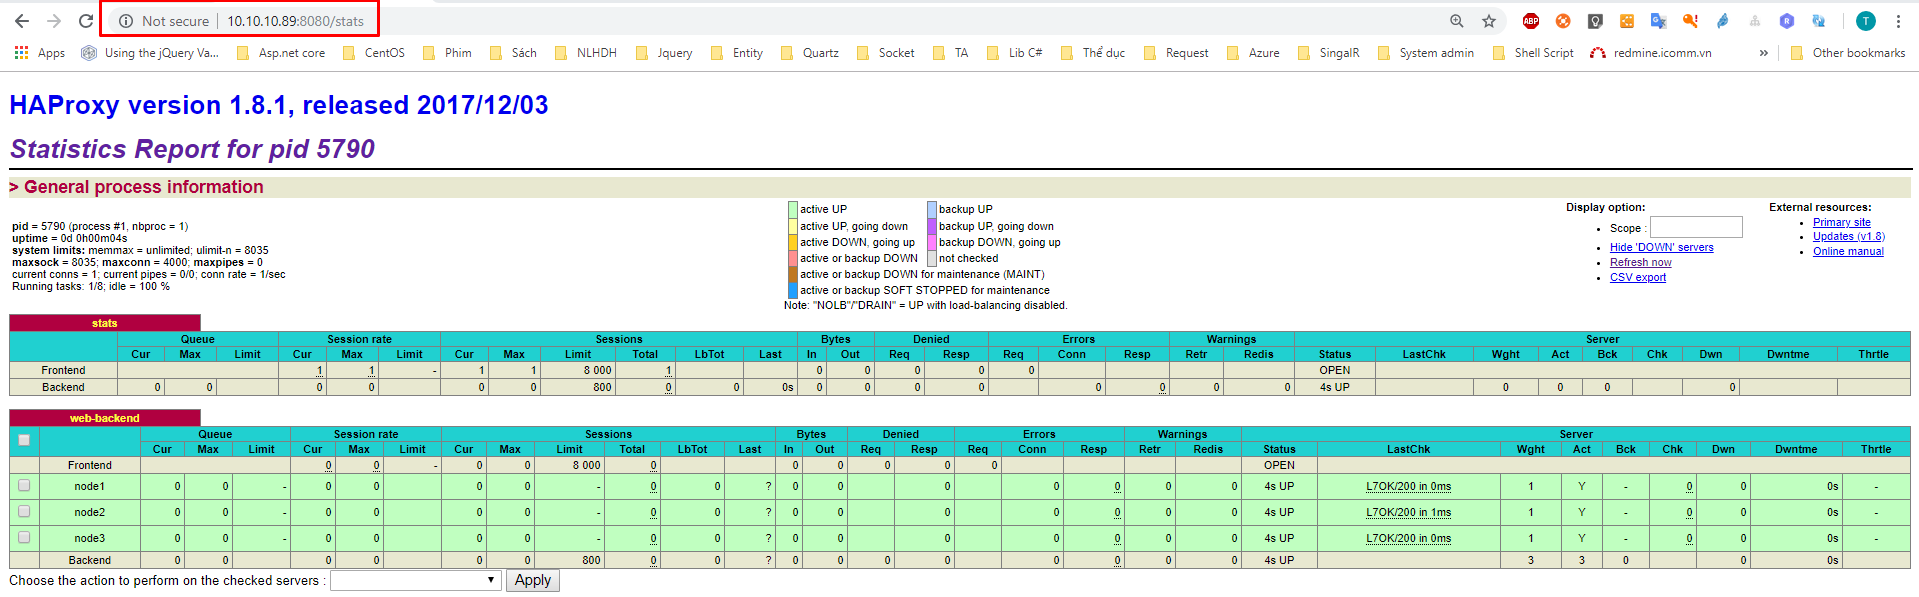 Not secure | 10.10.10.89:8080/stats
ABP T
Apps Using the jQuery Va... Asp.net core CentOS Phim Sách NLHDH Jquery Entity Quartz Socket TA Lib C# Thể dục Request Azure SingalR System admin Shell Script redmine.icomm.vn » Other bookmarks
HAProxy version 1.8.1, released 2017/12/03
Statistics Report for pid 5790
> General process information
pid = 5790 (process #1, nbproc = 1)
uptime = 0d 0h00m04s
system limits: memmax = unlimited; ulimit-n = 8035
maxsock = 8035; maxconn = 4000; maxpipes = 0
current conns = 1; current pipes = 0/0; conn rate = 1/sec
Running tasks: 1/8; idle = 100 %
active UP backup UP
active UP, going down backup UP, going down
active DOWN, going up backup DOWN, going up
active or backup DOWN not checked
active or backup DOWN for maintenance (MAINT)
active or backup SOFT STOPPED for maintenance
Note: "NOLB"/"DRAIN" = UP with load-balancing disabled.
Display option:
• Scope :
• Hide 'DOWN' servers
• Refresh now
• CSV export
External resources:
• Primary site
• Updates (v1.8)
• Online manual
stats
Queue Session rate Sessions Bytes Denied Errors Warnings Server
Cur Max Limit Cur Max Limit Cur Max Limit Total LbTot Last In Out Req Resp Req Conn Resp Retr Redis Status LastChk Wght Act Bck Chk Dwn Dwntme Thrtle
Frontend 1 1 - 1 1 8 000 1 0 0 0 0 0 OPEN
Backend 0 0 0 0 0 0 800 0 0 0s 0 0 0 0 0 0 0 0 4s UP 0 0 0 0
web-backend
Queue Session rate Sessions Bytes Denied Errors Warnings Server
Cur Max Limit Cur Max Limit Cur Max Limit Total LbTot Last In Out Req Resp Req Conn Resp Retr Redis Status LastChk Wght Act Bck Chk Dwn Dwntme Thrtle
Frontend 0 0 - 0 0 8 000 0 0 0 0 0 0 OPEN
node1 0 0 - 0 0 0 0 - 0 0 ? 0 0 0 0 0 0 0 4s UP L7OK/200 in 0ms 1 Y - 0 0 0s -
node2 0 0 - 0 0 0 0 - 0 0 ? 0 0 0 0 0 0 0 4s UP L7OK/200 in 1ms 1 Y - 0 0 0s -
node3 0 0 - 0 0 0 0 - 0 0 ? 0 0 0 0 0 0 0 4s UP L7OK/200 in 0ms 1 Y - 0 0 0s -
Backend 0 0 0 0 0 0 800 0 0 ? 0 0 0 0 0 0 0 0 4s UP 3 3 0 0 0s
Choose the action to perform on the checked servers : Apply